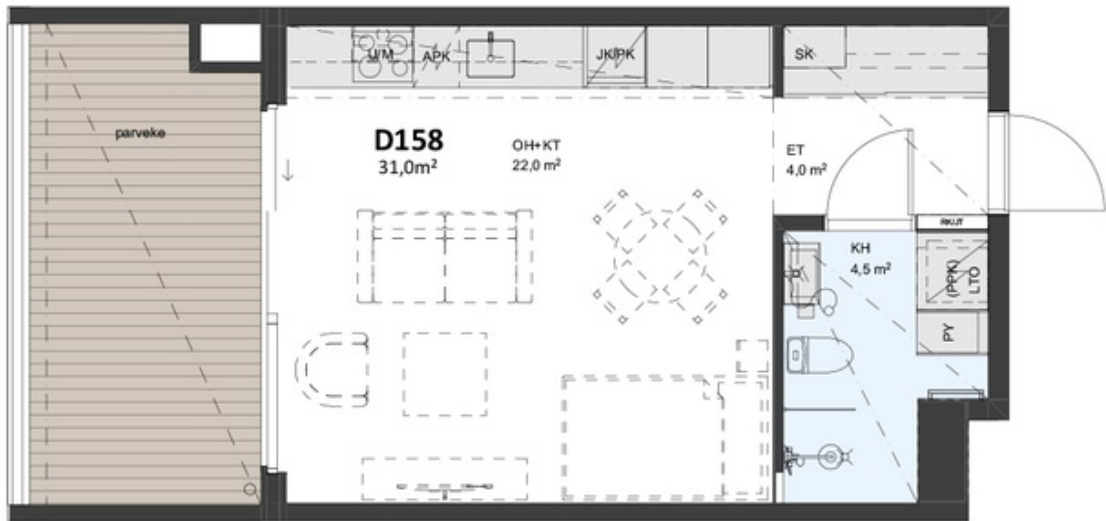 U/M
APK
JK/PK
SK
parveke
D158
31,0m²
OH+KT
22,0 m²
ET
4,0 m²
RKIJT
KH
4,5 m²
(PPK)
LTO
PY